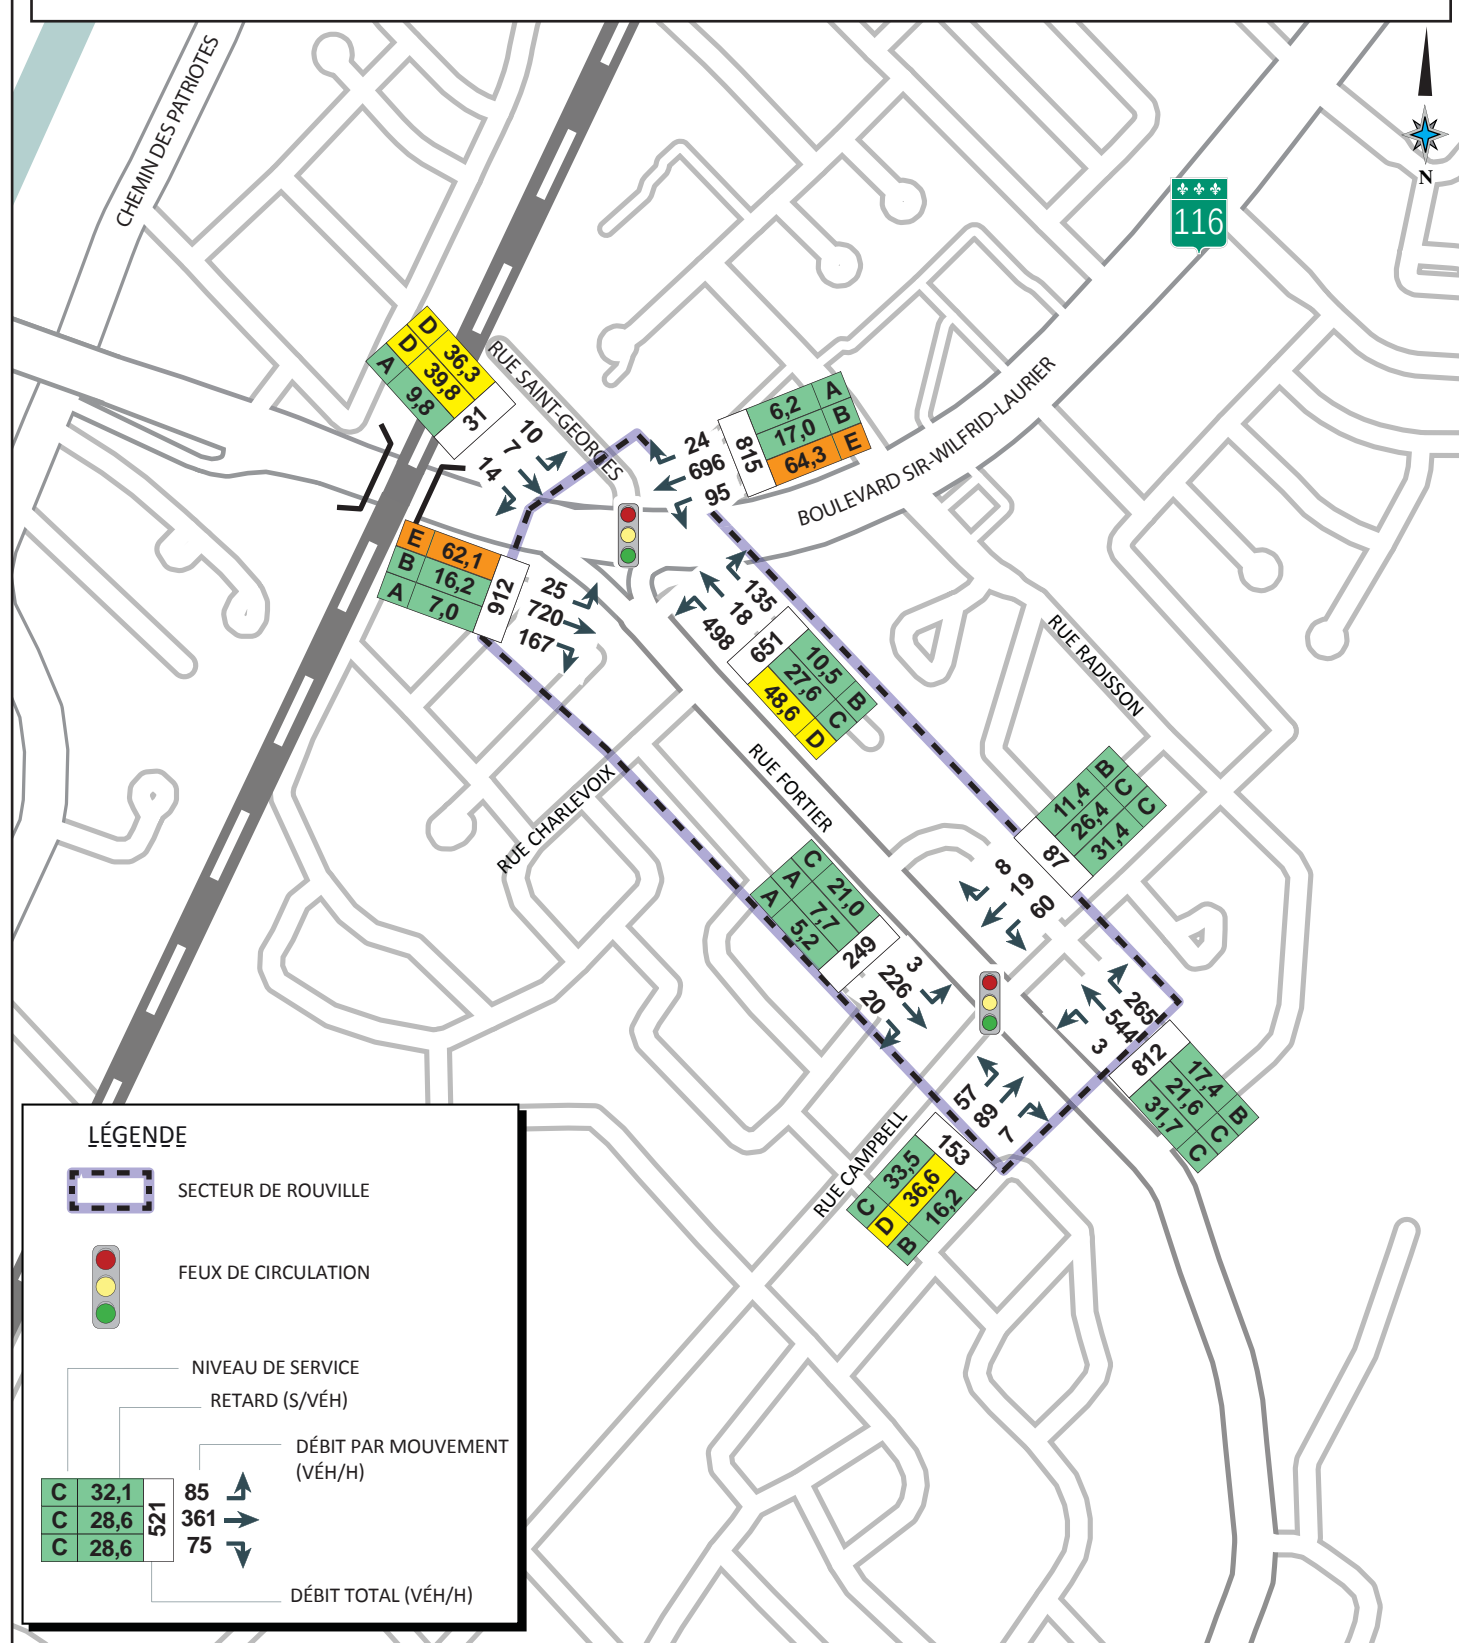 CHEMIN DES PATRIOTES
116
N
D 36,3
D 39,8
A 9,8
31
10
7
14
RUE SAINT-GEORGES
24
696
95
815
6,2 A
17,0 B
64,3 E
BOULEVARD SIR-WILFRID-LAURIER
E 62,1
B 16,2
A 7,0
912
25
720
167
135
18
498
651
10,5 B
27,6 C
48,6 D
RUE RADISSON
RUE CHARLEVOIX
RUE FORTIER
11,4 B
26,4 C
31,4 C
87
8
19
60
C 21,0
A 7,7
A 5,2
249
3
226
20
265
544
3
812
17,4 B
21,6 C
31,7 C
57
89
7
153
C 33,5
D 36,6
B 16,2
RUE CAMPBELL
LÉGENDE
SECTEUR DE ROUVILLE
FEUX DE CIRCULATION
NIVEAU DE SERVICE
RETARD (S/VÉH)
DÉBIT PAR MOUVEMENT
(VÉH/H)
C 32,1
C 28,6
C 28,6
521
85
361
75
DÉBIT TOTAL (VÉH/H)